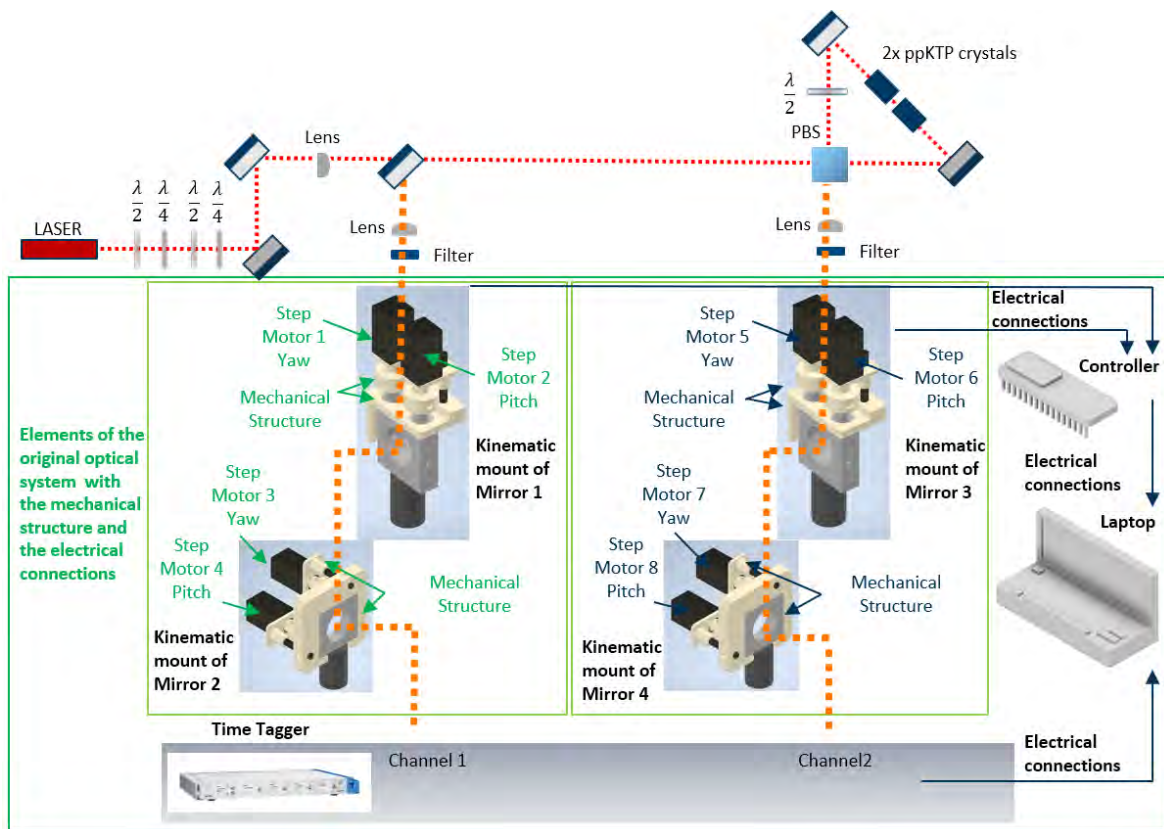 2x ppKTP crystals
λ/2
PBS
Lens
λ/2 λ/4 λ/2 λ/4
LASER
Lens
Filter
Lens
Filter
Elements of the
original optical
system with
the mechanical
structure and
the electrical
connections
Step
Motor 1
Yaw
Step
Motor 2
Pitch
Mechanical
Structure
Kinematic
mount of
Mirror 1
Step
Motor 3
Yaw
Step
Motor 4
Pitch
Mechanical
Structure
Kinematic
mount of
Mirror 2
Step
Motor 5
Yaw
Step
Motor 6
Pitch
Mechanical
Structure
Kinematic
mount of
Mirror 3
Step
Motor 7
Yaw
Step
Motor 8
Pitch
Mechanical
Structure
Kinematic
mount of
Mirror 4
Electrical
connections
Controller
Electrical
connections
Laptop
Time Tagger
Channel 1
Channel2
Electrical
connections